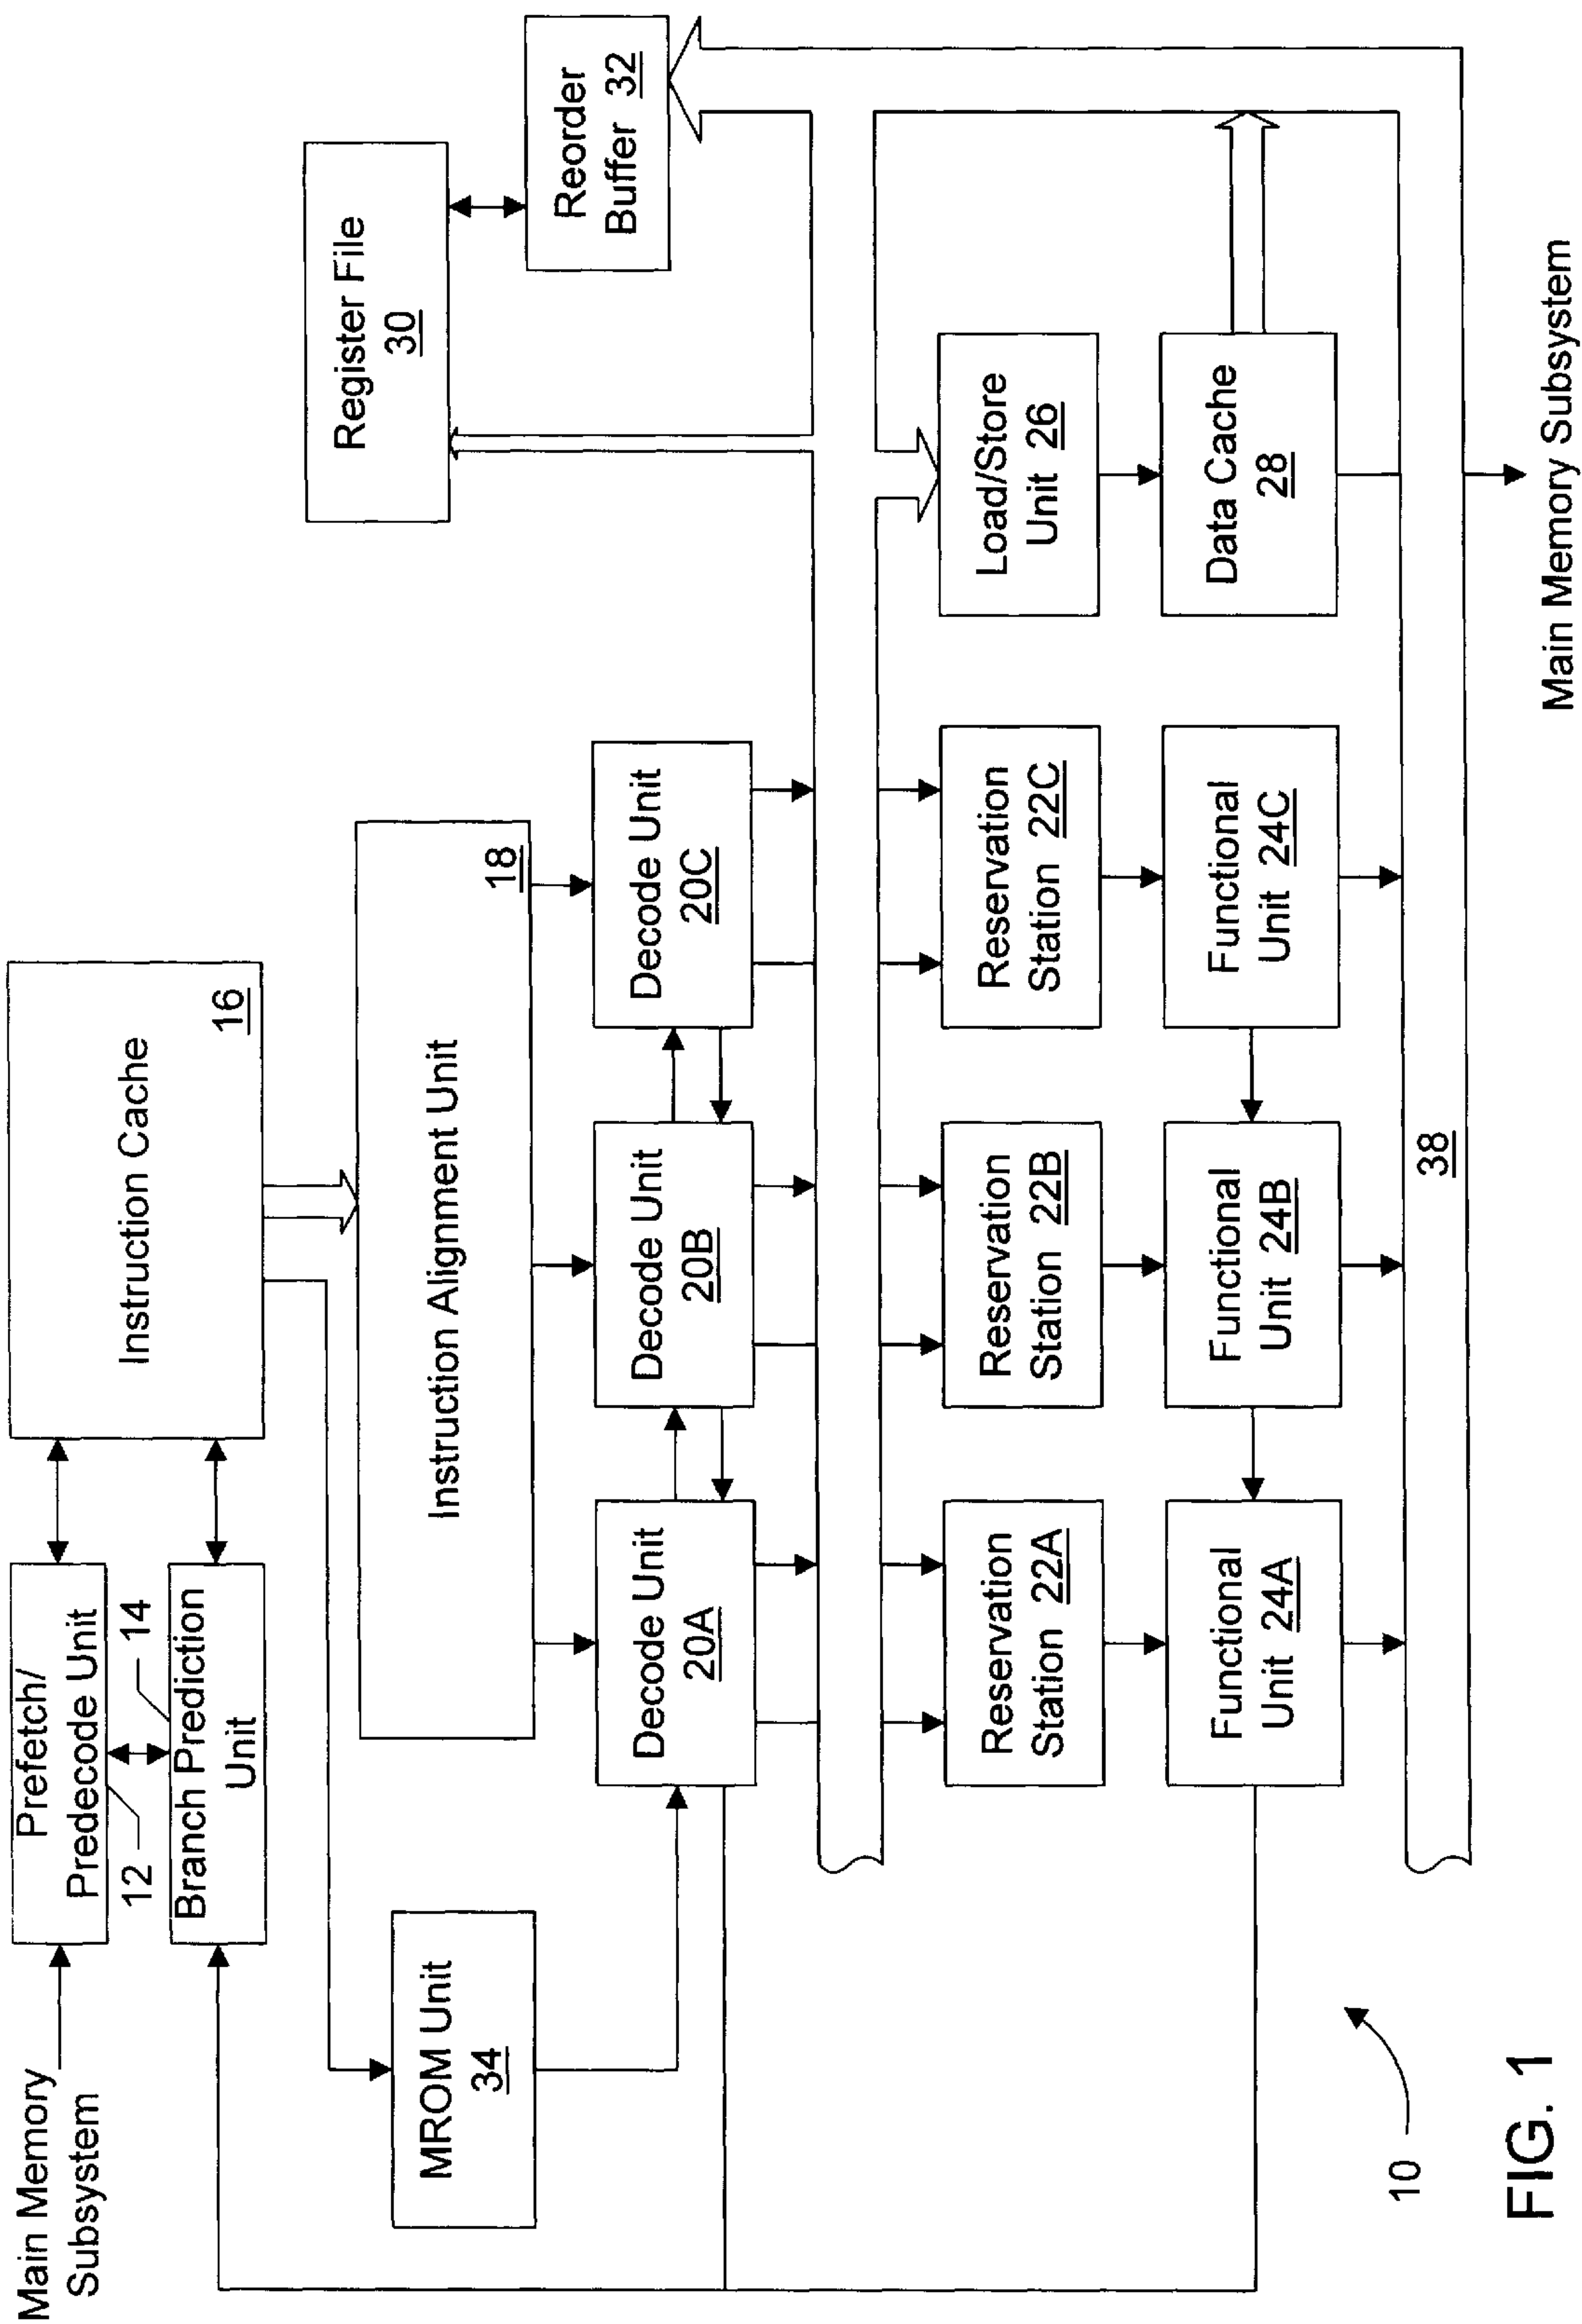 Main Memory
Subsystem
Prefetch/
Predecode Unit
12
14
Branch Prediction
Unit
Instruction Cache
16
MROM Unit
34
Instruction Alignment Unit
18
Register File
30
Reorder
Buffer 32
Decode Unit
20A
Decode Unit
20B
Decode Unit
20C
Reservation
Station 22A
Reservation
Station 22B
Reservation
Station 22C
Load/Store
Unit 26
Functional
Unit 24A
Functional
Unit 24B
Functional
Unit 24C
Data Cache
28
38
10
Main Memory Subsystem
FIG. 1